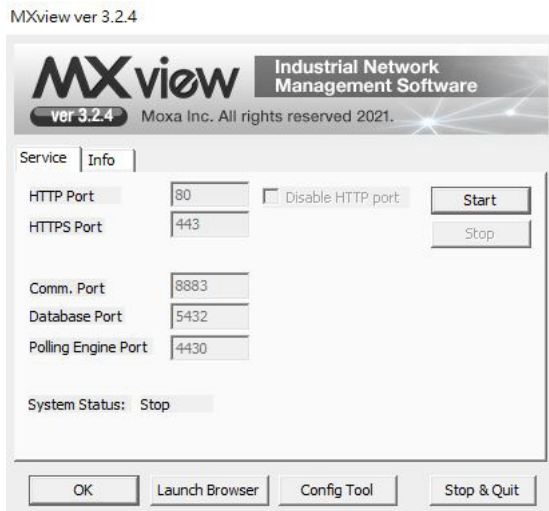 MXview ver 3.2.4
MXview
Industrial Network
Management Software
ver 3.2.4 Moxa Inc. All rights reserved 2021.
Service Info
HTTP Port 80 Disable HTTP port Start
HTTPS Port 443 Stop
Comm. Port 8883
Database Port 5432
Polling Engine Port 4430
System Status: Stop
OK Launch Browser Config Tool Stop & Quit